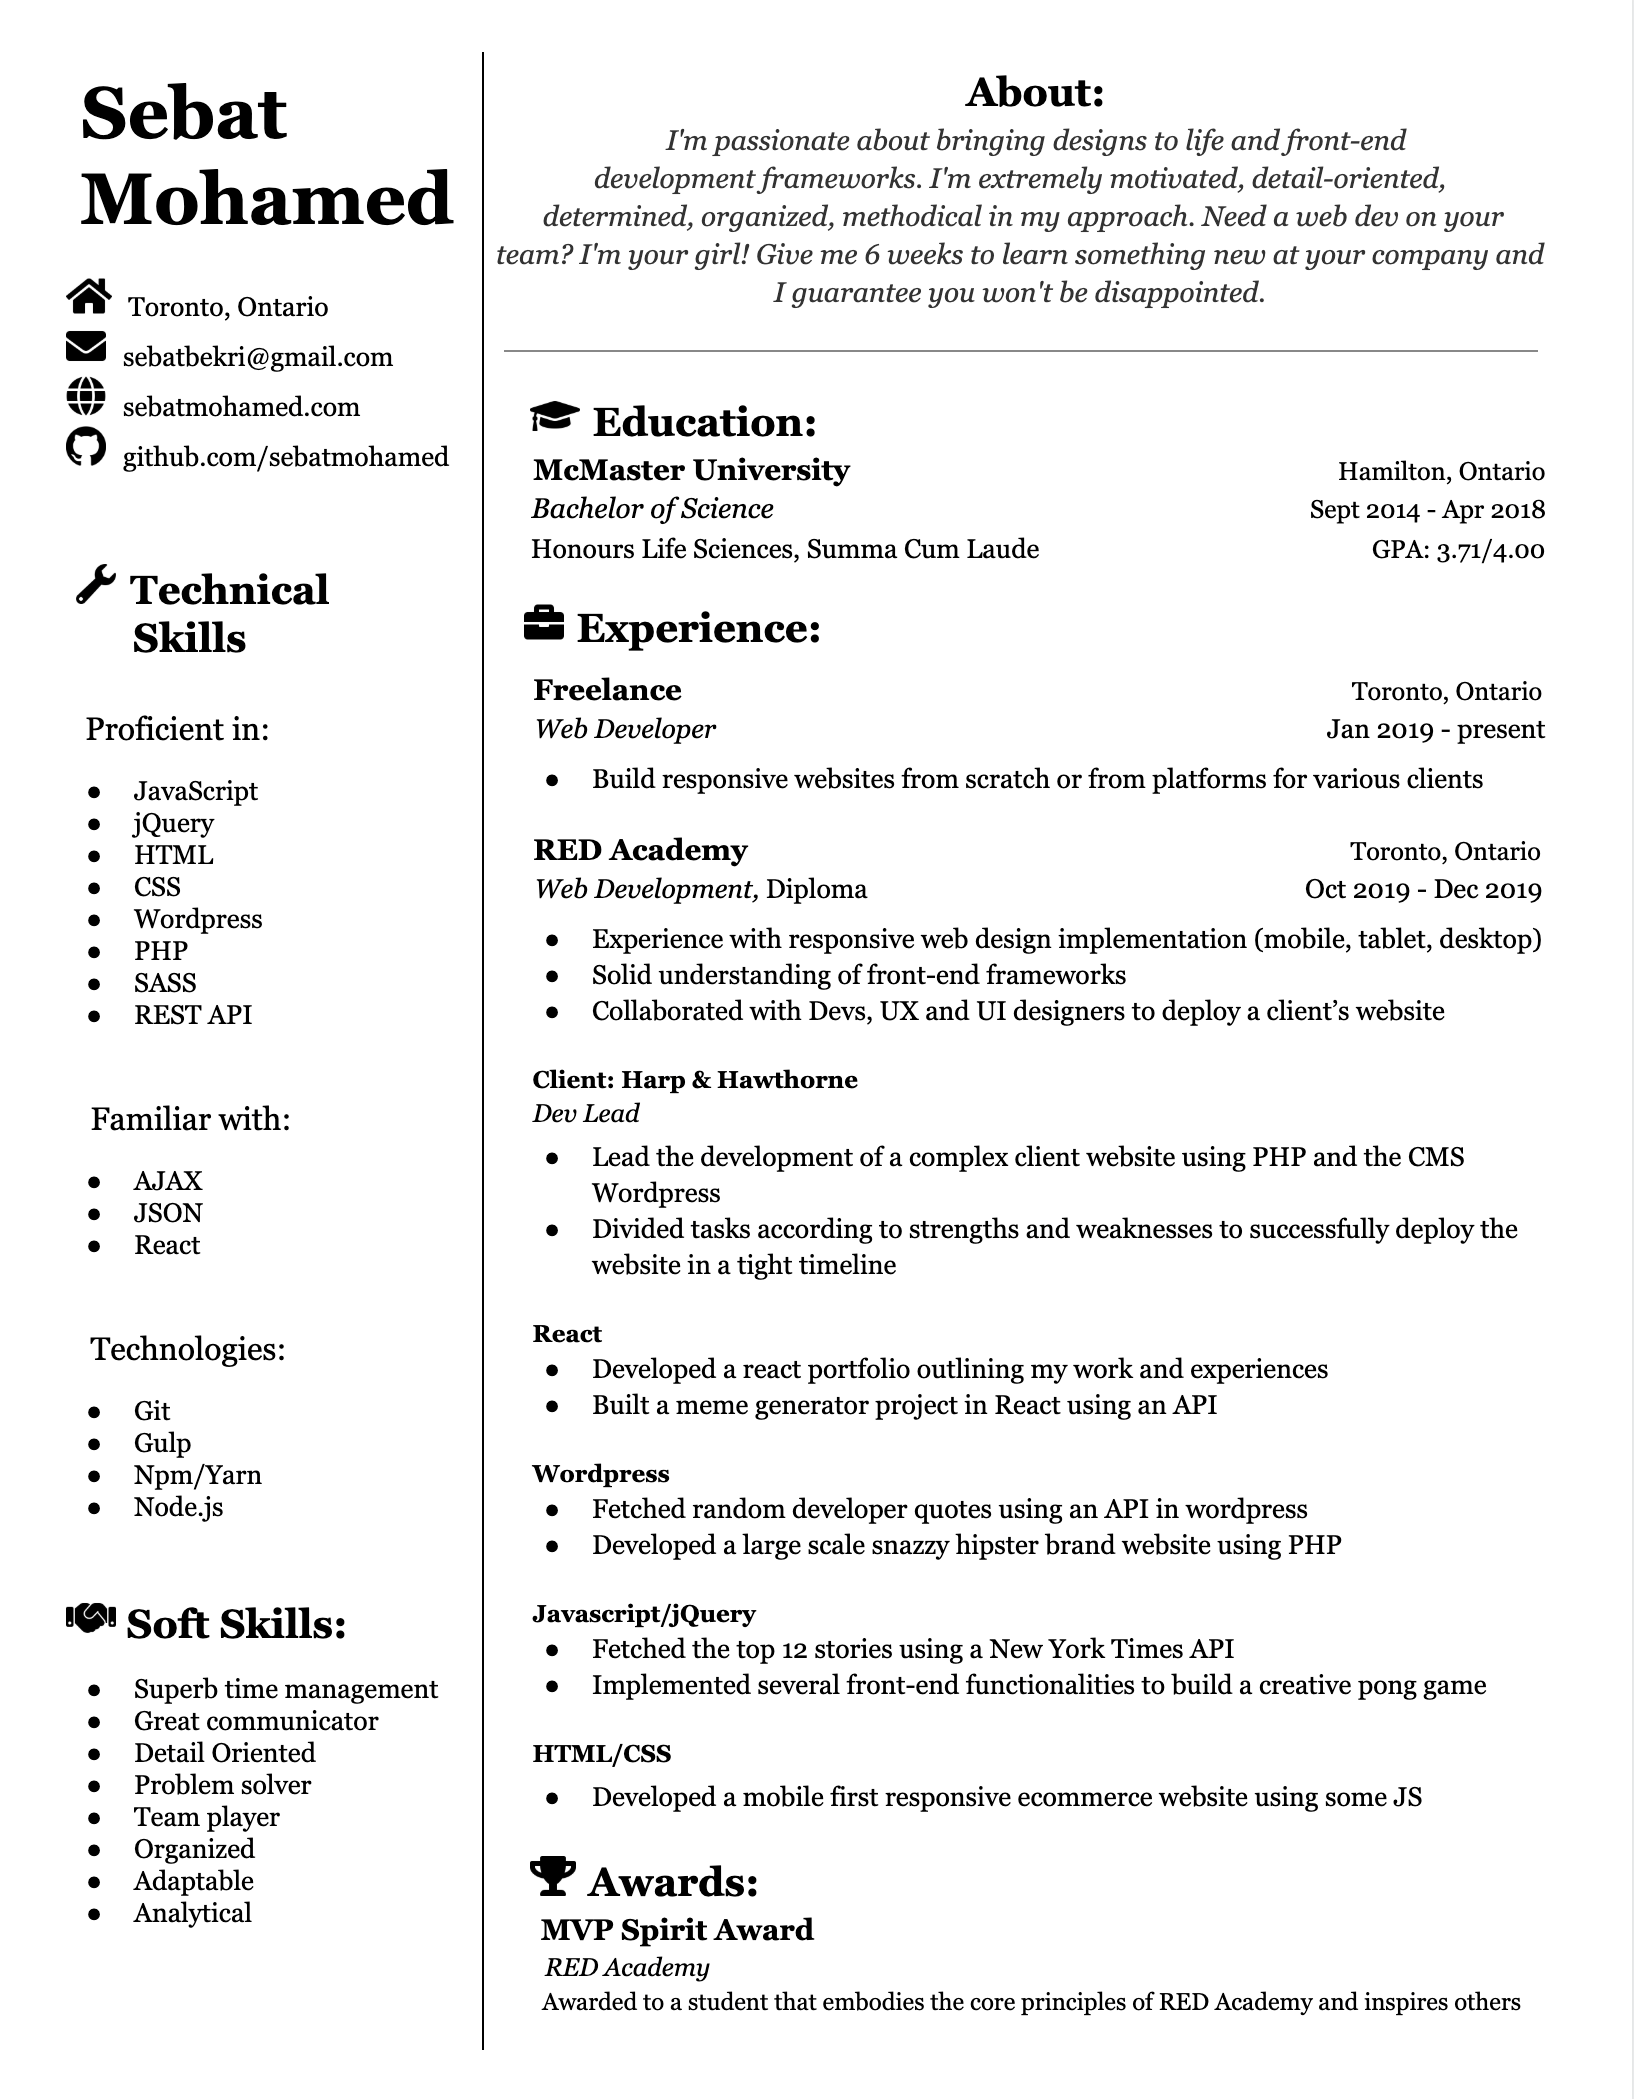 Sebat
Mohamed
Toronto, Ontario
sebatbekri@gmail.com
sebatmohamed.com
github.com/sebatmohamed
Technical
Skills
Proficient in:
● JavaScript
● jQuery
● HTML
● CSS
● Wordpress
● PHP
● SASS
● REST API
Familiar with:
● AJAX
● JSON
● React
Technologies:
● Git
● Gulp
● Npm/Yarn
● Node.js
Soft Skills:
● Superb time management
● Great communicator
● Detail Oriented
● Problem solver
● Team player
● Organized
● Adaptable
● Analytical
About:
I'm passionate about bringing designs to life and front-end
development frameworks. I'm extremely motivated, detail-oriented,
determined, organized, methodical in my approach. Need a web dev on your
team? I'm your girl! Give me 6 weeks to learn something new at your company and
I guarantee you won't be disappointed.
Education:
McMaster University Hamilton, Ontario
Bachelor of Science Sept 2014 - Apr 2018
Honours Life Sciences, Summa Cum Laude GPA: 3.71/4.00
Experience:
Freelance Toronto, Ontario
Web Developer Jan 2019 - present
● Build responsive websites from scratch or from platforms for various clients
RED Academy Toronto, Ontario
Web Development, Diploma Oct 2019 - Dec 2019
● Experience with responsive web design implementation (mobile, tablet, desktop)
● Solid understanding of front-end frameworks
● Collaborated with Devs, UX and UI designers to deploy a client’s website
Client: Harp & Hawthorne
Dev Lead
● Lead the development of a complex client website using PHP and the CMS
Wordpress
● Divided tasks according to strengths and weaknesses to successfully deploy the
website in a tight timeline
React
● Developed a react portfolio outlining my work and experiences
● Built a meme generator project in React using an API
Wordpress
● Fetched random developer quotes using an API in wordpress
● Developed a large scale snazzy hipster brand website using PHP
Javascript/jQuery
● Fetched the top 12 stories using a New York Times API
● Implemented several front-end functionalities to build a creative pong game
HTML/CSS
● Developed a mobile first responsive ecommerce website using some JS
Awards:
MVP Spirit Award
RED Academy
Awarded to a student that embodies the core principles of RED Academy and inspires others